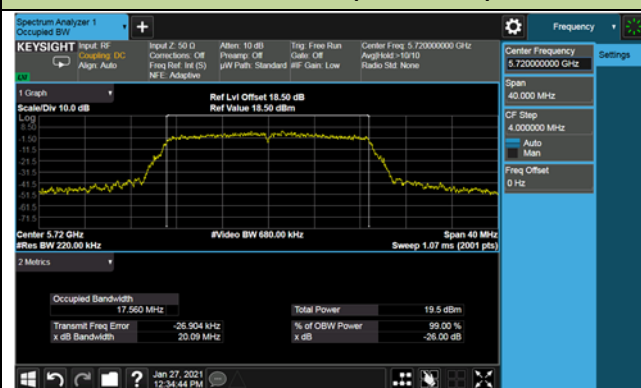 Spectrum Analyzer 1
Occupied BW
Frequency
KEYSIGHT
Input: RF
Coupling: DC
Align: Auto
Input Z: 50 Ω
Corrections: Off
Freq Ref: Int (S)
NFE: Adaptive
Atten: 10 dB
Preamp: Off
µW Path: Standard
Trig: Free Run
Gate: Off
#IF Gain: Low
Center Freq: 5.720000000 GHz
Avg|Hold:>10/10
Radio Std: None
1 Graph
Scale/Div 10.0 dB
Ref Lvl Offset 18.50 dB
Ref Value 18.50 dBm
Log
8.50
-1.50
-11.5
-21.5
-31.5
-41.5
-51.5
-61.5
-71.5
Center 5.72 GHz
#Res BW 220.00 kHz
#Video BW 680.00 kHz
Span 40 MHz
Sweep 1.07 ms (2001 pts)
2 Metrics
Occupied Bandwidth
17.560 MHz
Total Power
19.5 dBm
Transmit Freq Error
-26.904 kHz
% of OBW Power
99.00 %
x dB Bandwidth
20.09 MHz
x dB
-26.00 dB
Jan 27, 2021
12:34:44 PM
Center Frequency
5.720000000 GHz
Settings
Span
40.000 MHz
CF Step
4.000000 MHz
Auto
Man
Freq Offset
0 Hz